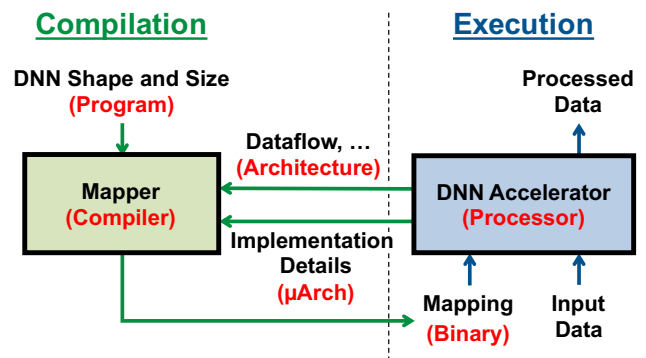 Compilation
Execution
DNN Shape and Size
(Program)
Processed
Data
Dataflow, ...
(Architecture)
Mapper
(Compiler)
DNN Accelerator
(Processor)
Implementation
Details
(µArch)
Mapping
(Binary)
Input
Data